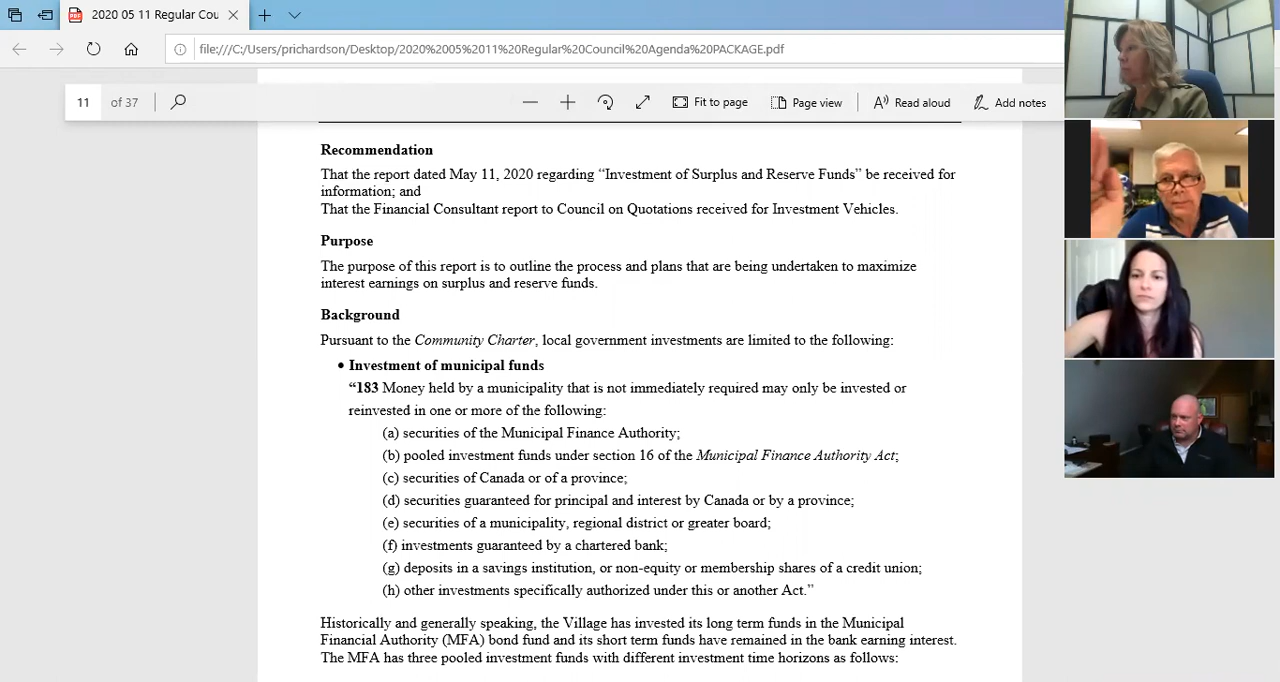 2020 05 11 Regular Cou
file:///C:/Users/prichardson/Desktop/2020%2005%2011%20Regular%20Council%20Agenda%20PACKAGE.pdf
11 of 37 Fit to page Page view Read aloud Add notes
Recommendation
That the report dated May 11, 2020 regarding “Investment of Surplus and Reserve Funds” be received for
information; and
That the Financial Consultant report to Council on Quotations received for Investment Vehicles.
Purpose
The purpose of this report is to outline the process and plans that are being undertaken to maximize
interest earnings on surplus and reserve funds.
Background
Pursuant to the Community Charter, local government investments are limited to the following:
• Investment of municipal funds
“183 Money held by a municipality that is not immediately required may only be invested or
reinvested in one or more of the following:
(a) securities of the Municipal Finance Authority;
(b) pooled investment funds under section 16 of the Municipal Finance Authority Act;
(c) securities of Canada or of a province;
(d) securities guaranteed for principal and interest by Canada or by a province;
(e) securities of a municipality, regional district or greater board;
(f) investments guaranteed by a chartered bank;
(g) deposits in a savings institution, or non-equity or membership shares of a credit union;
(h) other investments specifically authorized under this or another Act.”
Historically and generally speaking, the Village has invested its long term funds in the Municipal
Financial Authority (MFA) bond fund and its short term funds have remained in the bank earning interest.
The MFA has three pooled investment funds with different investment time horizons as follows: